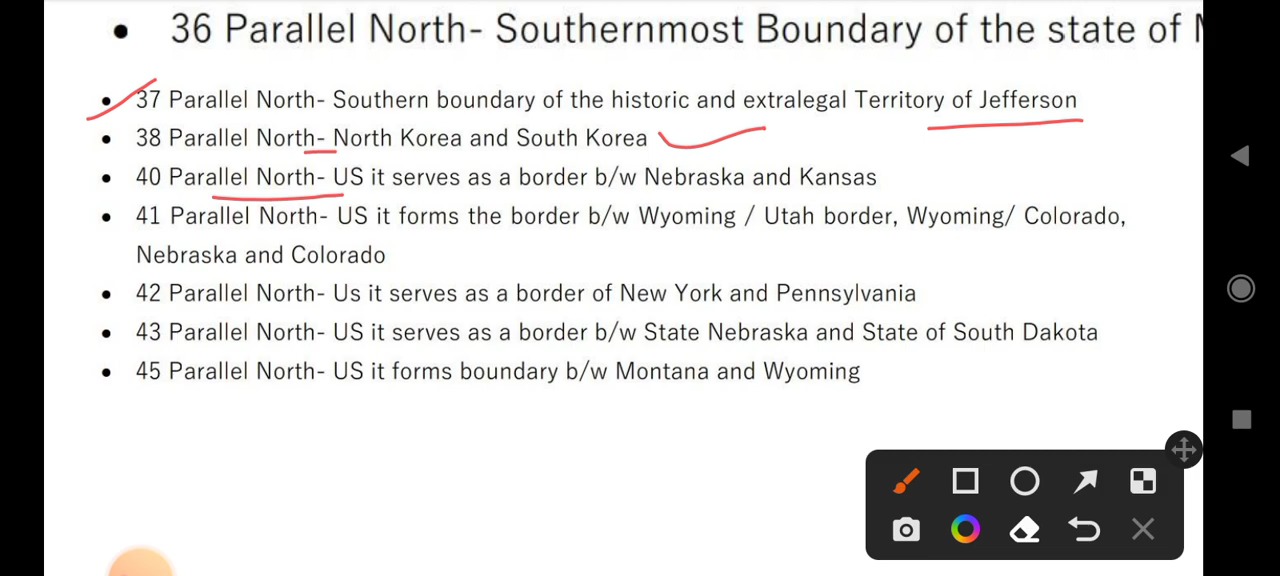 • 36 Parallel North- Southernmost Boundary of the state of
• 37 Parallel North- Southern boundary of the historic and extralegal Territory of Jefferson
• 38 Parallel North- North Korea and South Korea
• 40 Parallel North- US it serves as a border b/w Nebraska and Kansas
• 41 Parallel North- US it forms the border b/w Wyoming / Utah border, Wyoming/ Colorado,
Nebraska and Colorado
• 42 Parallel North- Us it serves as a border of New York and Pennsylvania
• 43 Parallel North- US it serves as a border b/w State Nebraska and State of South Dakota
• 45 Parallel North- US it forms boundary b/w Montana and Wyoming